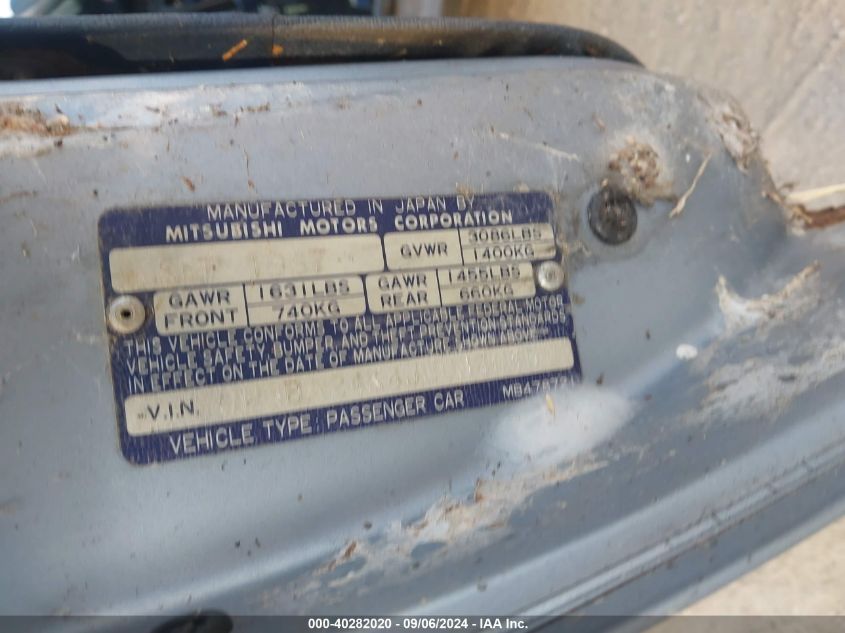 MANUFACTURED IN JAPAN BY
MITSUBISHI MOTORS CORPORATION
GVWR 3086LBS
1400KG
GAWR FRONT 1631LBS
740KG
GAWR REAR 1455LBS
660KG
THIS VEHICLE CONFORMS TO ALL APPLICABLE FEDERAL MOTOR
VEHICLE SAFETY, BUMPER, AND THEFT PREVENTION STANDARDS
IN EFFECT ON THE DATE OF MANUFACTURE SHOWN ABOVE.
V.I.N.
VEHICLE TYPE: PASSENGER CAR
000-40282020 - 09/06/2024 - IAA Inc.